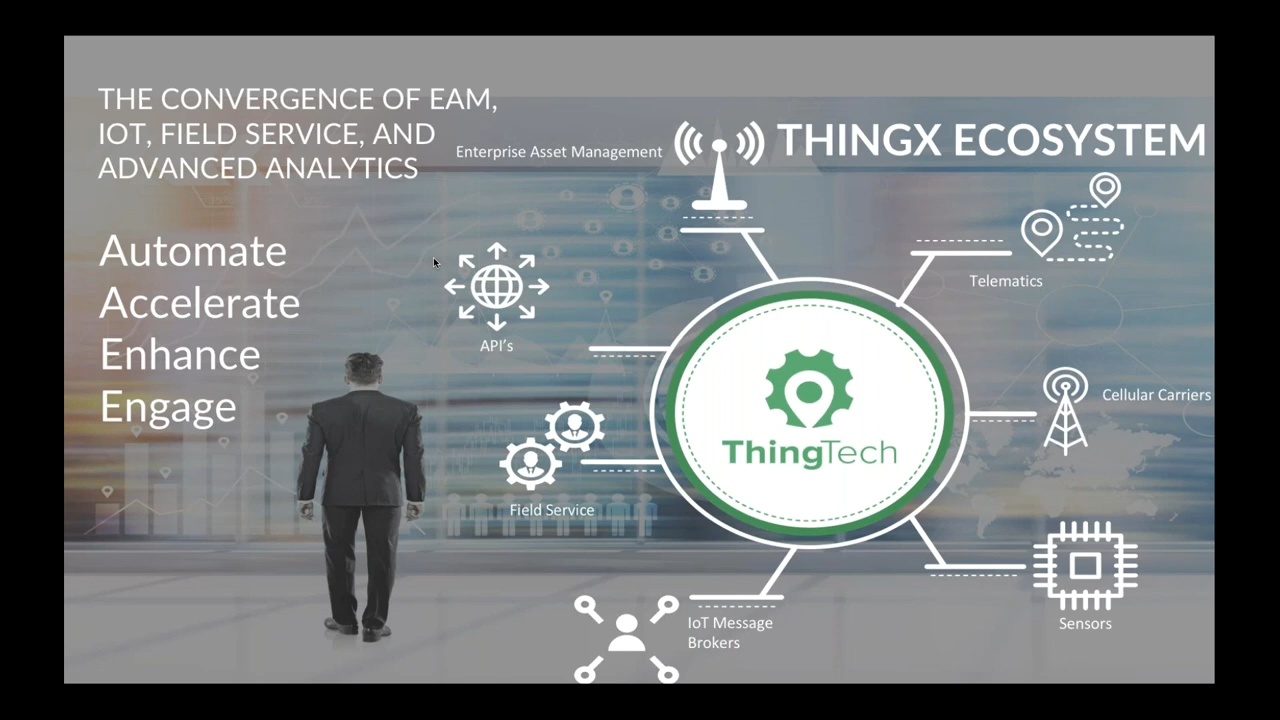 THE CONVERGENCE OF EAM,
IOT, FIELD SERVICE, AND
ADVANCED ANALYTICS
Automate
Accelerate
Enhance
Engage
THINGX ECOSYSTEM
Enterprise Asset Management
Telematics
API's
Cellular Carriers
ThingTech
Field Service
Sensors
IoT Message
Brokers